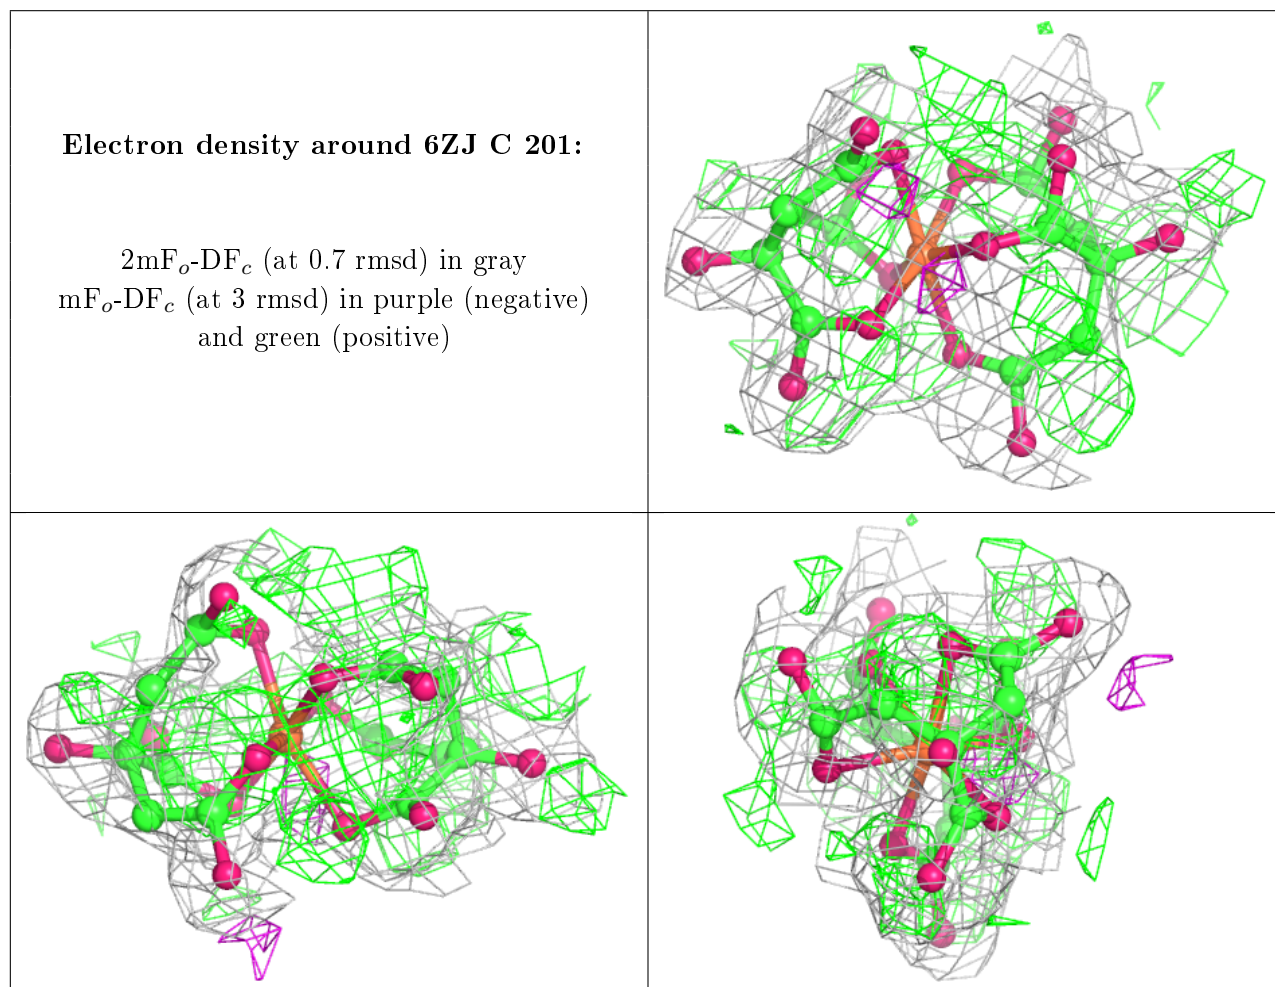 Electron density around 6ZJ C 201:
2mFo-DFc (at 0.7 rmsd) in gray
mFo-DFc (at 3 rmsd) in purple (negative)
and green (positive)